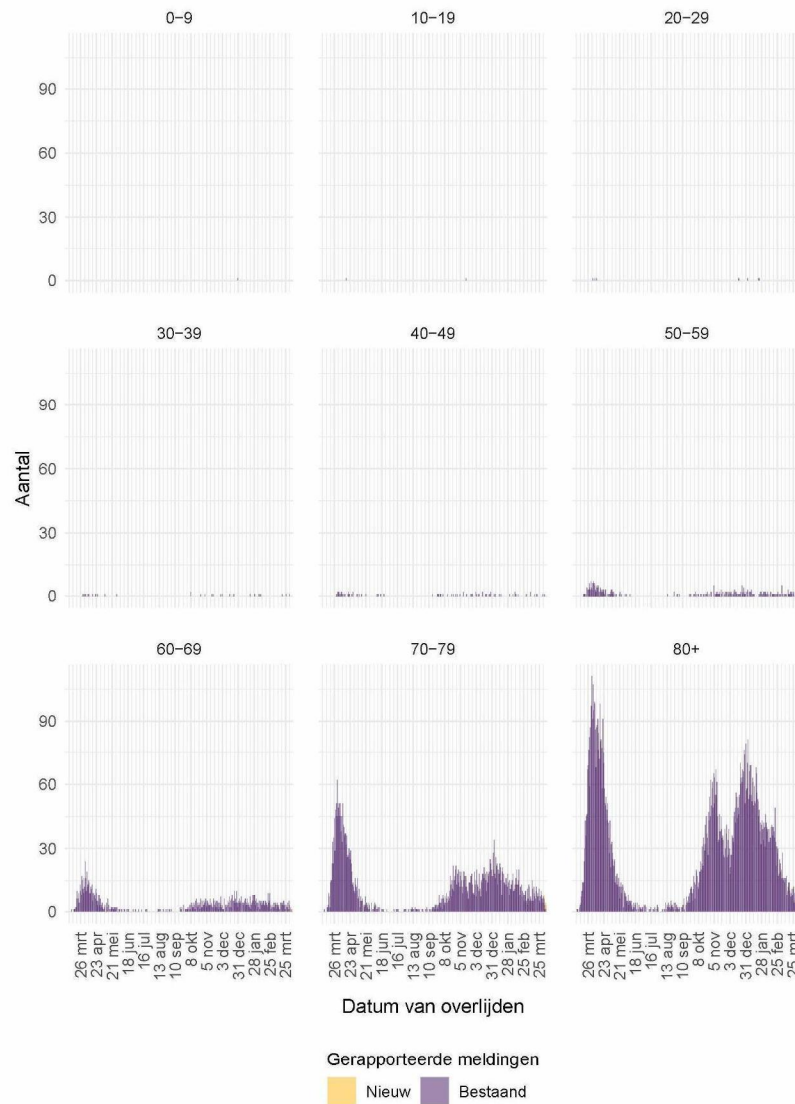 0−9 10−19 20−29
90
60
30
0
30−39 40−49 50−59
90
60
30
0
Aantal
60−69 70−79 80+
90
60
30
0
26 mrt 23 apr 21 mei 18 jun 16 jul 13 aug 10 sep 8 okt 5 nov 3 dec 31 dec 28 jan 25 feb 25 mrt 26 mrt 23 apr 21 mei 18 jun 16 jul 13 aug 10 sep 8 okt 5 nov 3 dec 31 dec 28 jan 25 feb 25 mrt 26 mrt 23 apr 21 mei 18 jun 16 jul 13 aug 10 sep 8 okt 5 nov 3 dec 31 dec 28 jan 25 feb 25 mrt
Datum van overlijden
Gerapporteerde meldingen
Nieuw Bestaand